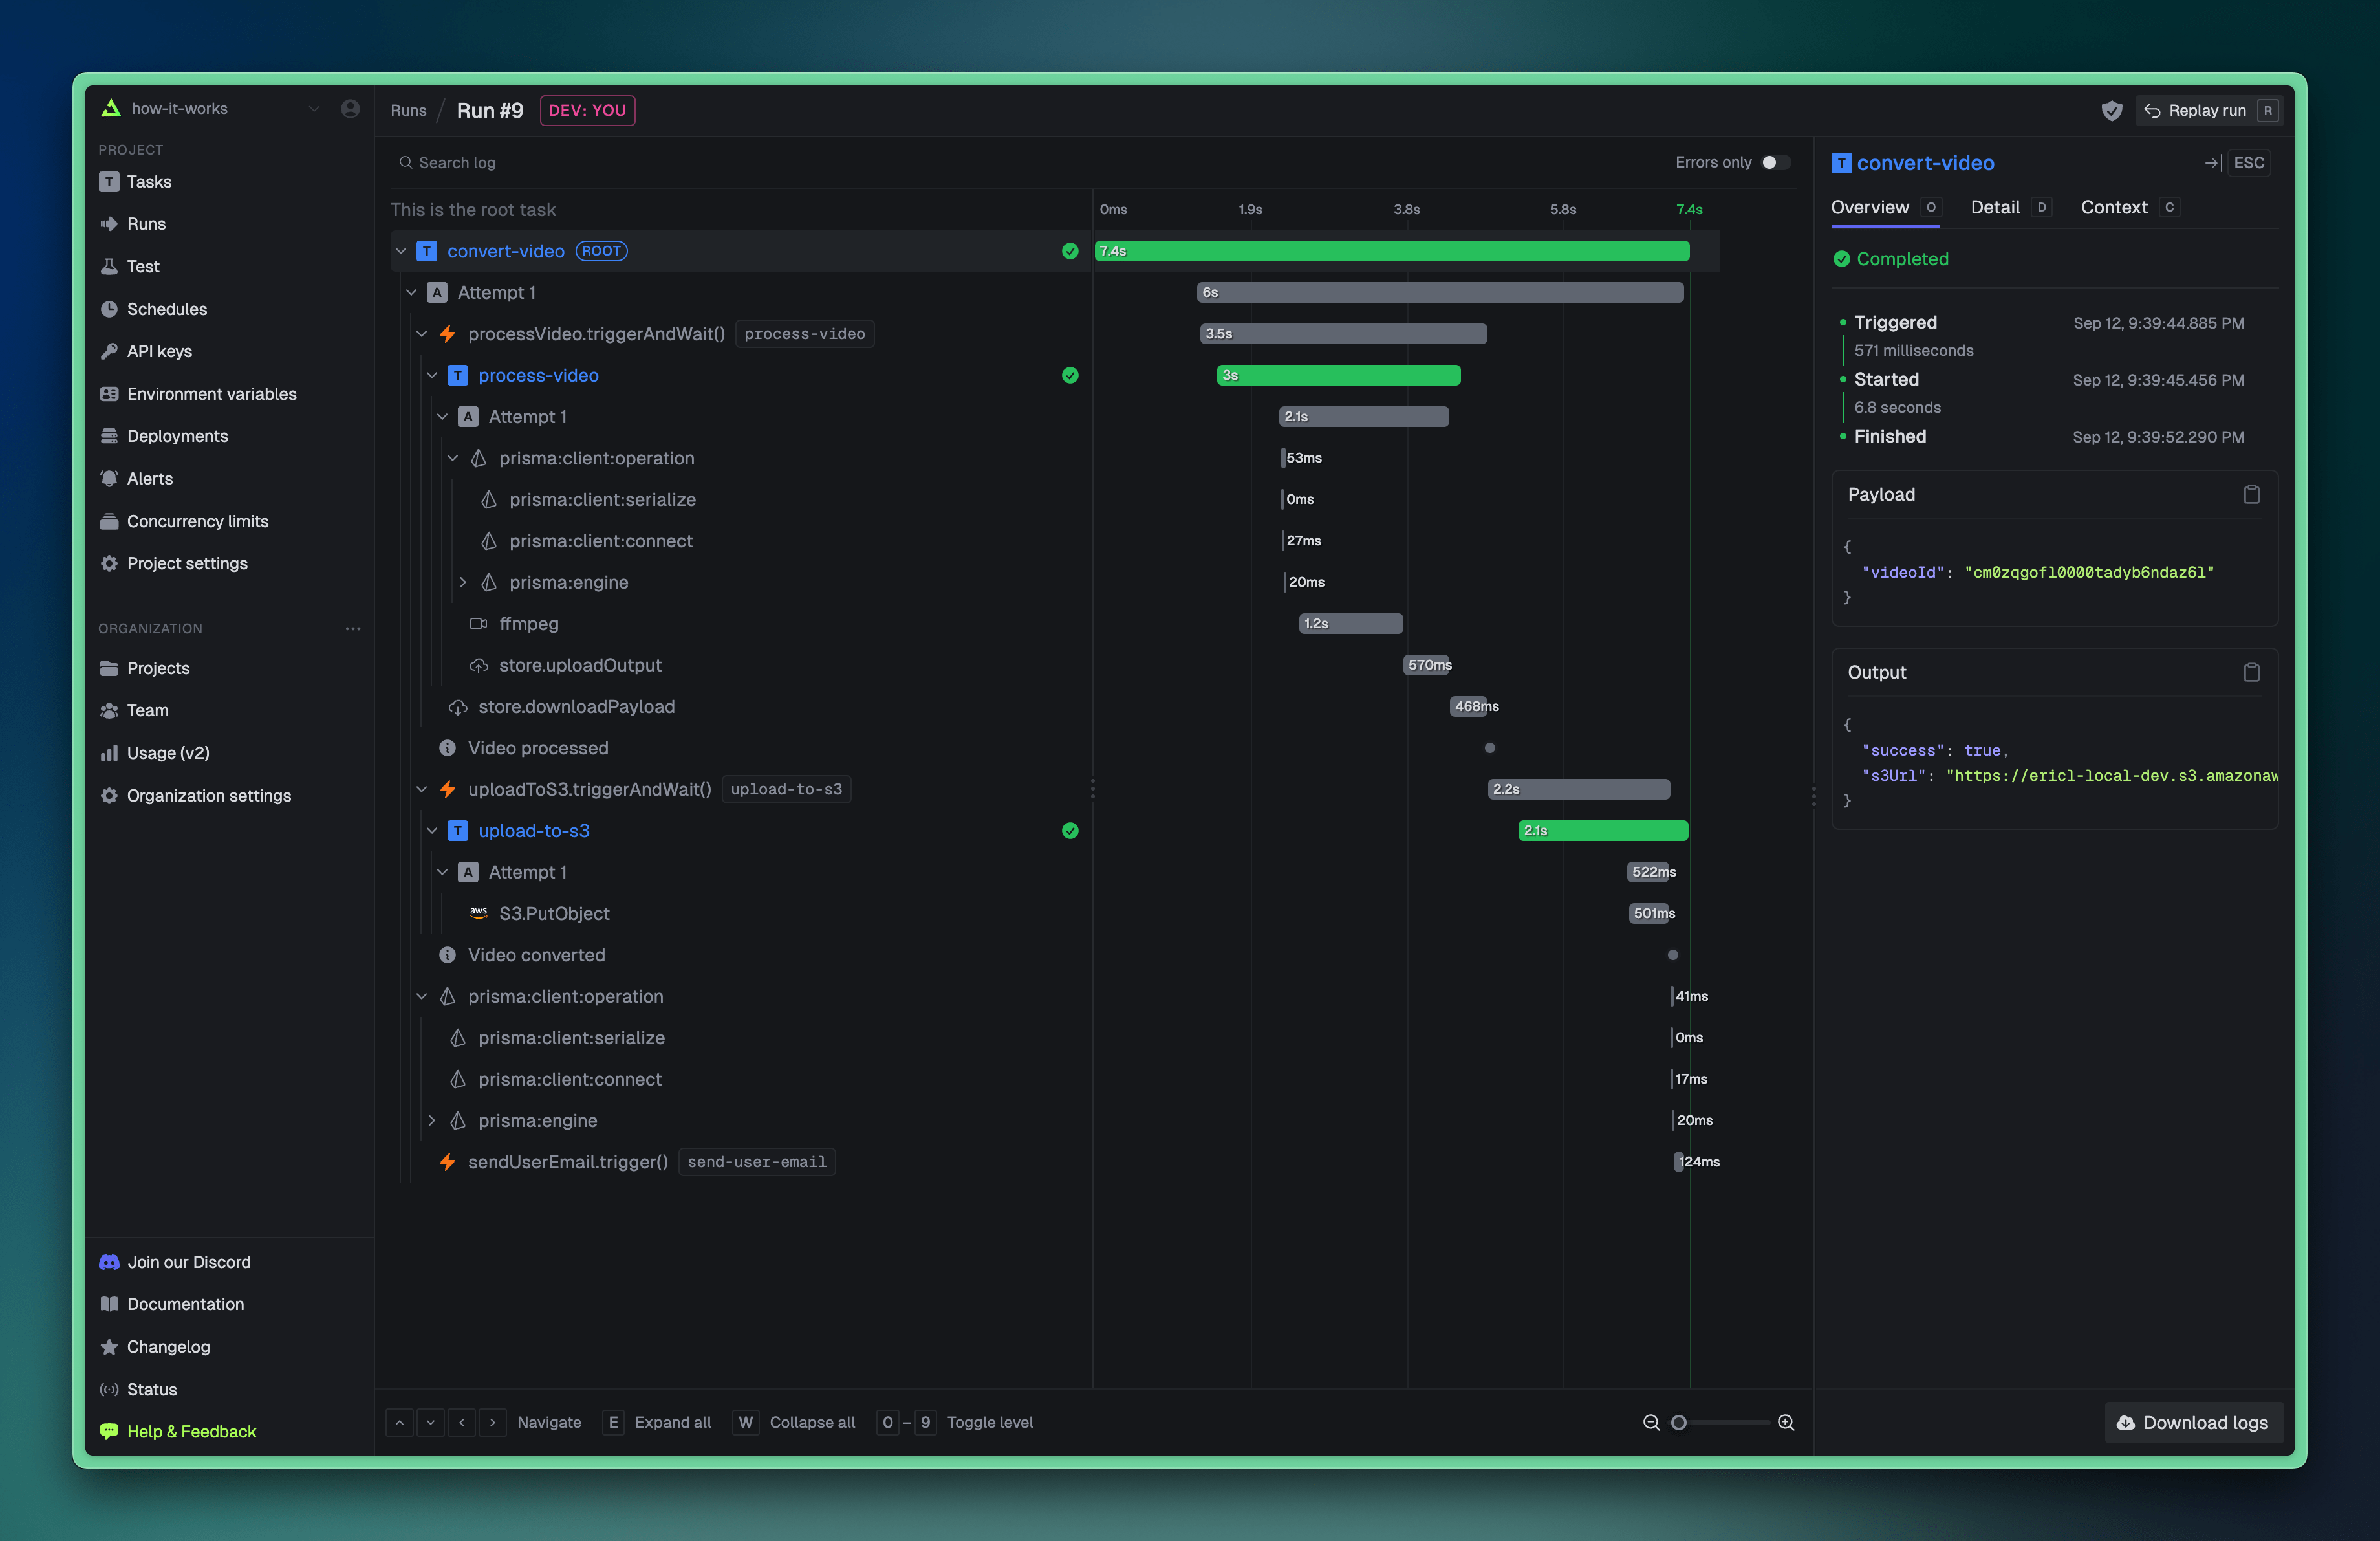 how-it-works
PROJECT
T Tasks
Runs
Test
Schedules
API keys
Environment variables
Deployments
Alerts
Concurrency limits
Project settings
ORGANIZATION
Projects
Team
Usage (v2)
Organization settings
Join our Discord
Documentation
Changelog
Status
Help & Feedback
Runs / Run #9 DEV: YOU
Replay run R
Search log
Errors only
This is the root task
0ms 1.9s 3.8s 5.8s 7.4s
T convert-video ROOT 7.4s
A Attempt 1 6s
processVideo.triggerAndWait() process-video 3.5s
T process-video 3s
A Attempt 1 2.1s
prisma:client:operation 53ms
prisma:client:serialize 0ms
prisma:client:connect 27ms
prisma:engine 20ms
ffmpeg 1.2s
store.uploadOutput 570ms
store.downloadPayload 468ms
Video processed
uploadToS3.triggerAndWait() upload-to-s3 2.2s
T upload-to-s3 2.1s
A Attempt 1 522ms
aws S3.PutObject 501ms
Video converted
prisma:client:operation 41ms
prisma:client:serialize 0ms
prisma:client:connect 17ms
prisma:engine 20ms
sendUserEmail.trigger() send-user-email 124ms
Navigate E Expand all W Collapse all 0 – 9 Toggle level
T convert-video ESC
Overview O Detail D Context C
Completed
Triggered Sep 12, 9:39:44.885 PM
571 milliseconds
Started Sep 12, 9:39:45.456 PM
6.8 seconds
Finished Sep 12, 9:39:52.290 PM
Payload
{
"videoId": "cm0zqgofl0000tadyb6ndaz6l"
}
Output
{
"success": true,
"s3Url": "https://ericl-local-dev.s3.amazonaw
}
Download logs